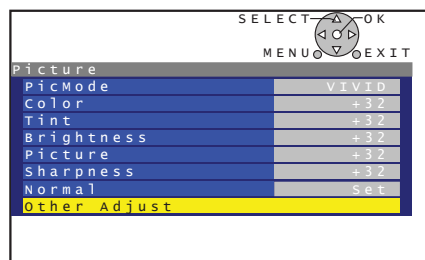 SELECT OK
MENU EXIT
Picture
PicMode VIVID
Color +32
Tint +32
Brightness +32
Picture +32
Sharpness +32
Normal Set
Other Adjust